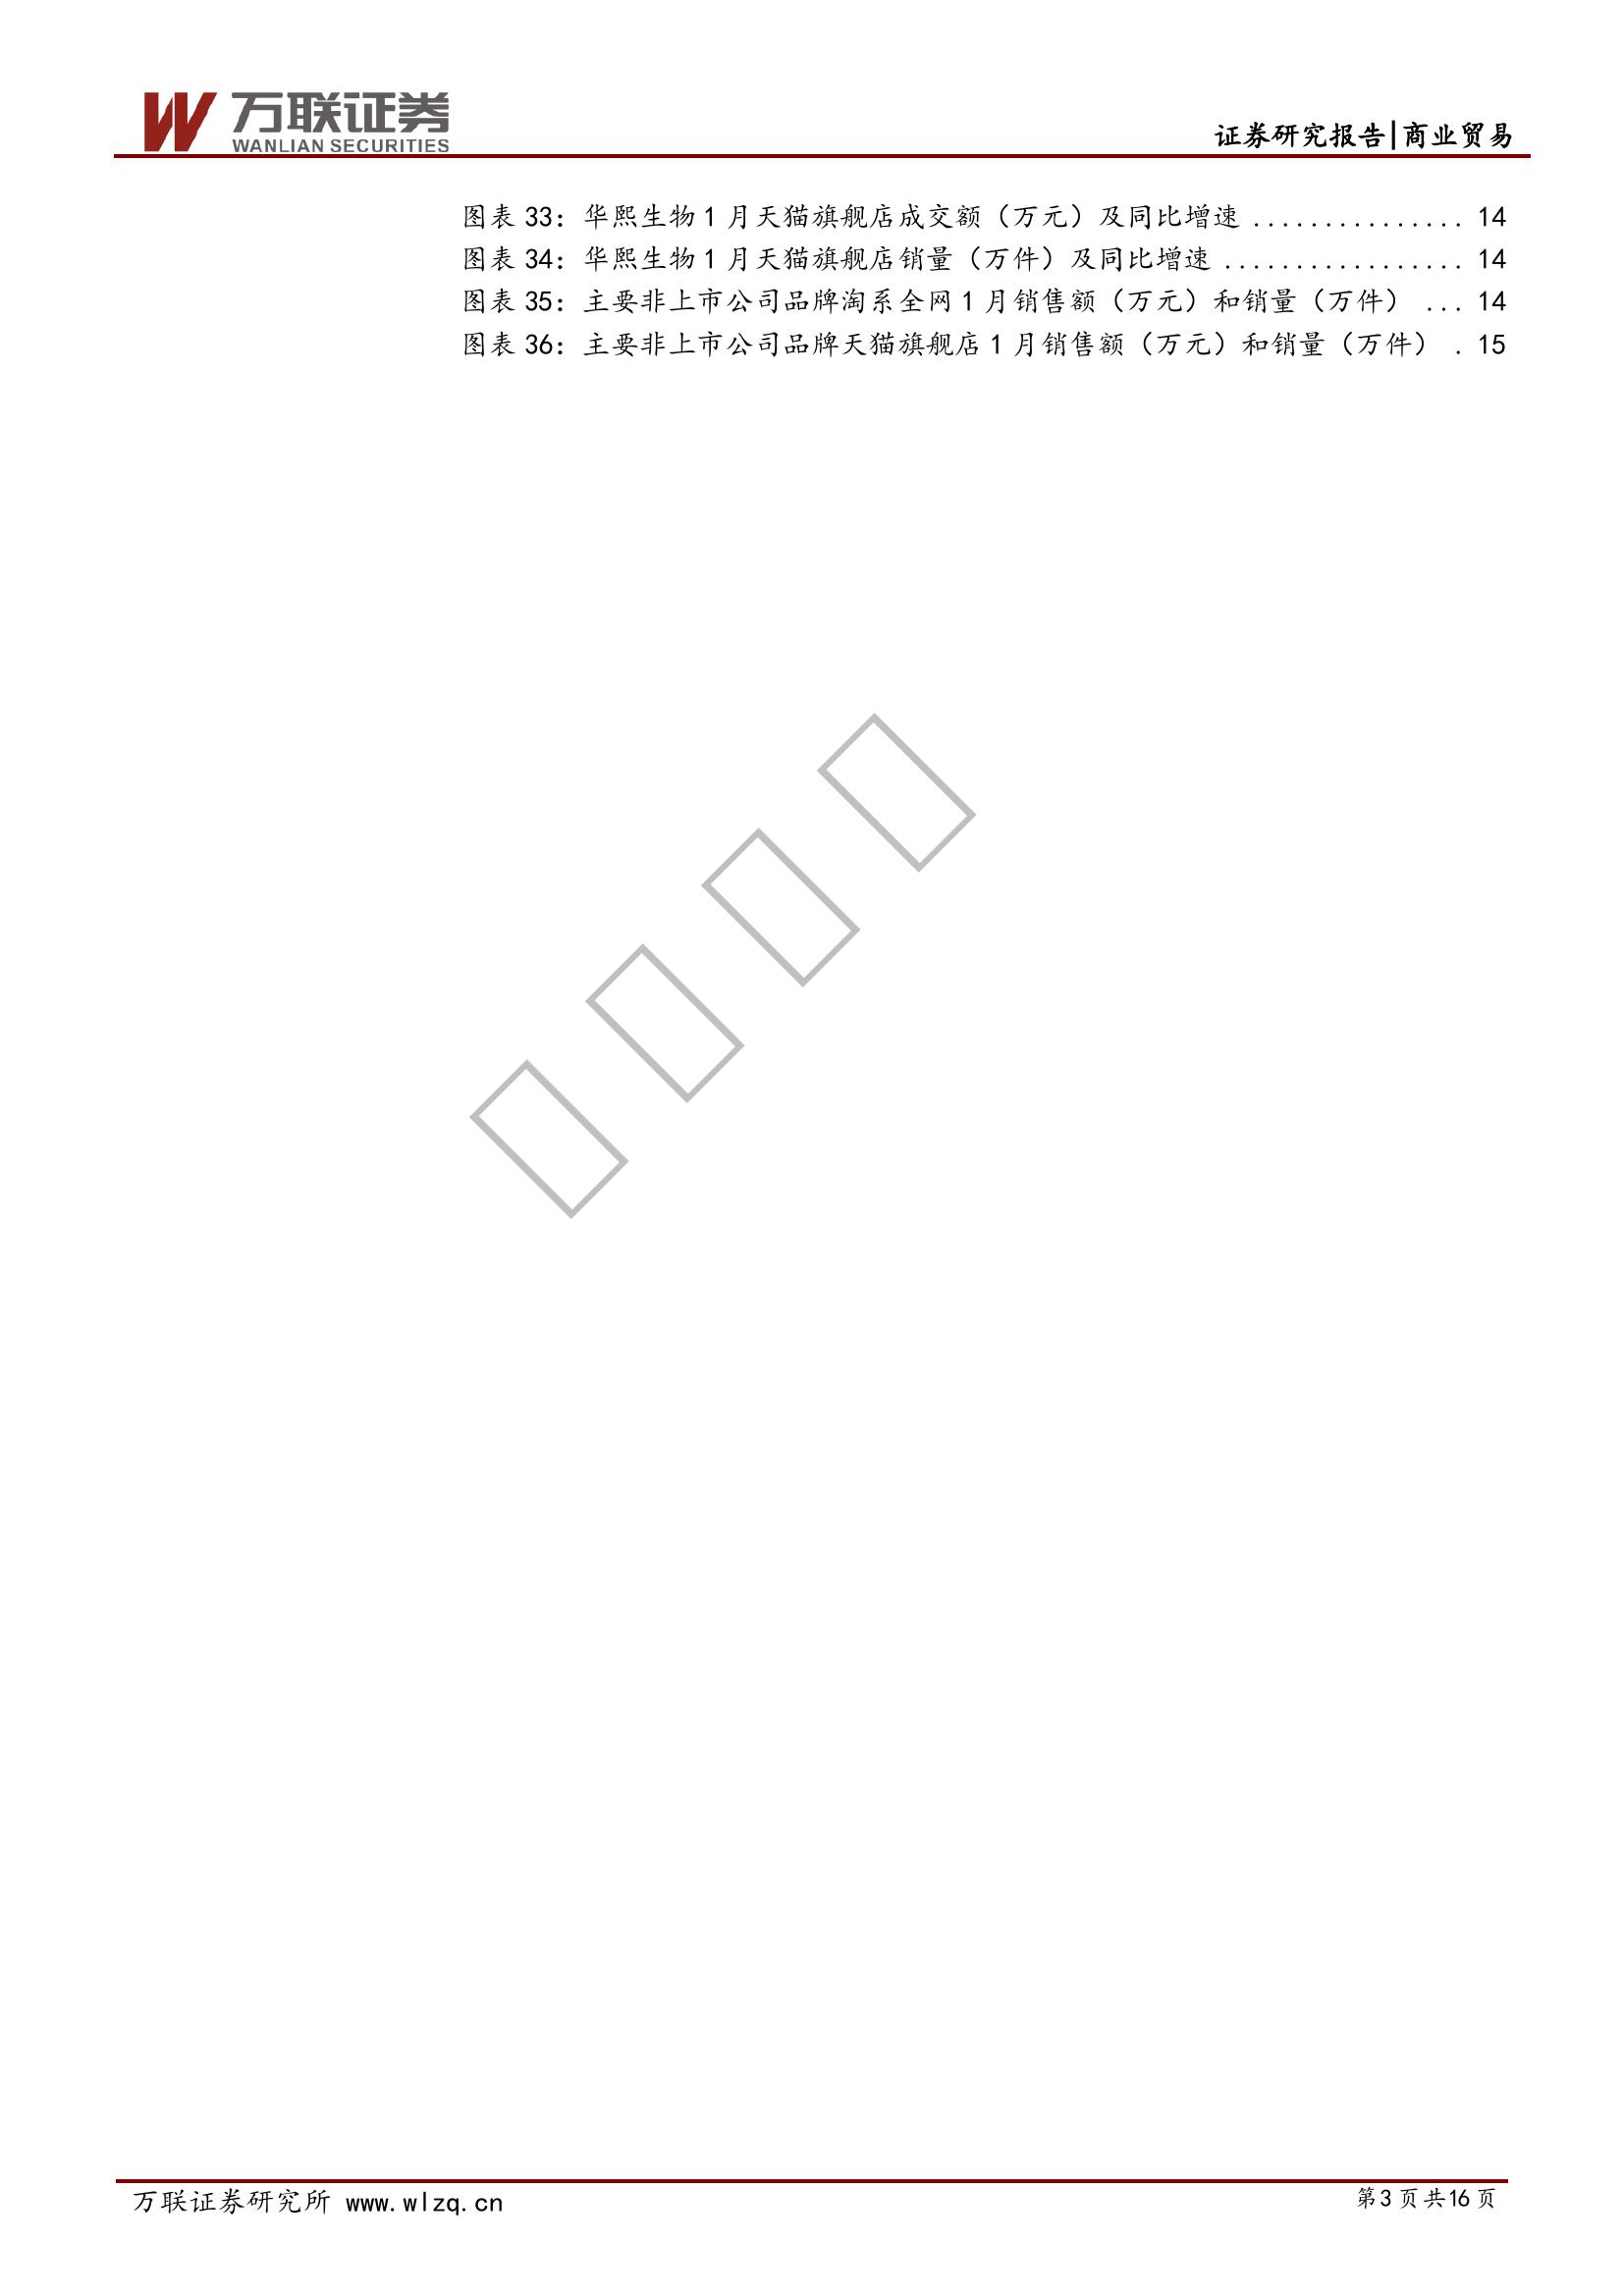 万联证券
WANLIAN SECURITIES
证券研究报告|商业贸易
图表 33：华熙生物 1 月天猫旗舰店成交额（万元）及同比增速 ............... 14
图表 34：华熙生物 1 月天猫旗舰店销量（万件）及同比增速 ................. 14
图表 35：主要非上市公司品牌淘系全网 1 月销售额（万元）和销量（万件） ... 14
图表 36：主要非上市公司品牌天猫旗舰店 1 月销售额（万元）和销量（万件） . 15
万联证券研究所 www.wlzq.cn
第 3 页 共 16 页